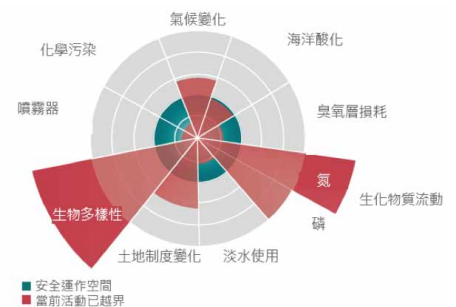 氣候變化
海洋酸化
化學污染
臭氧層損耗
噴霧器
氮
生化物質流動
生物多樣性
磷
土地制度變化
淡水使用
安全運作空間
當前活動已越界